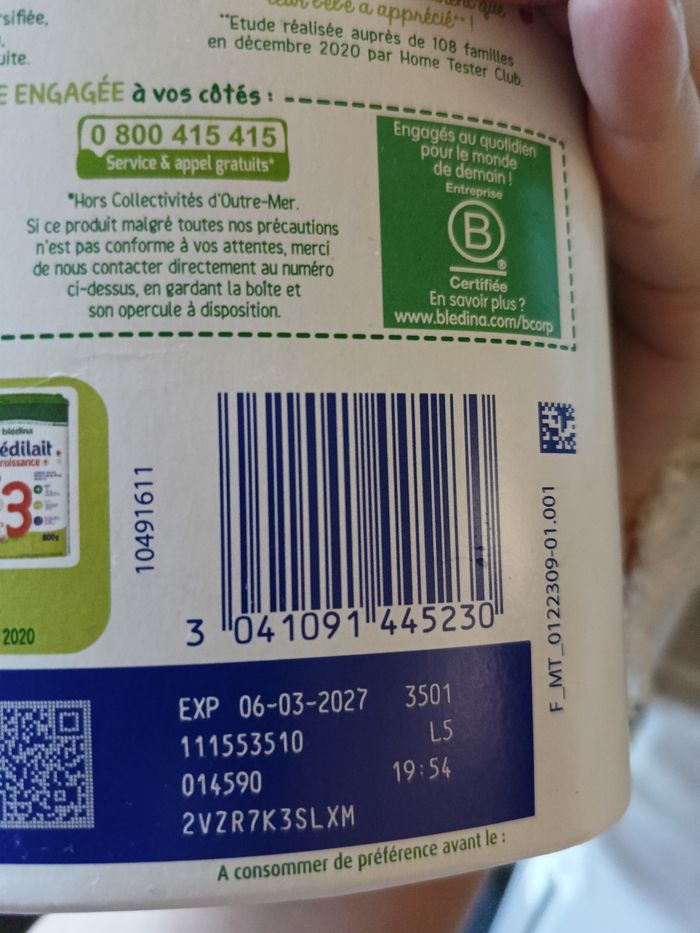 sifiée,
bébé a apprécié** !
**Etude réalisée auprès de 108 familles
en décembre 2020 par Home Tester Club.
ENGAGÉE à vos côtés :
0 800 415 415
Service & appel gratuits*
*Hors Collectivités d'Outre-Mer.
Si ce produit malgré toutes nos précautions
n'est pas conforme à vos attentes, merci
de nous contacter directement au numéro
ci-dessus, en gardant la boîte et
son opercule à disposition.
Engagés au quotidien
pour le monde
de demain !
Entreprise
B
®
Certifiée
En savoir plus ?
www.bledina.com/bcorp
blédina
édilait
roissance +
3
800g
2020
10491611
3 041091 445230
F_MT_0122309-01.001
EXP 06-03-2027 3501
111553510 L5
014590 19:54
2VZR7K3SLXM
A consommer de préférence avant le :